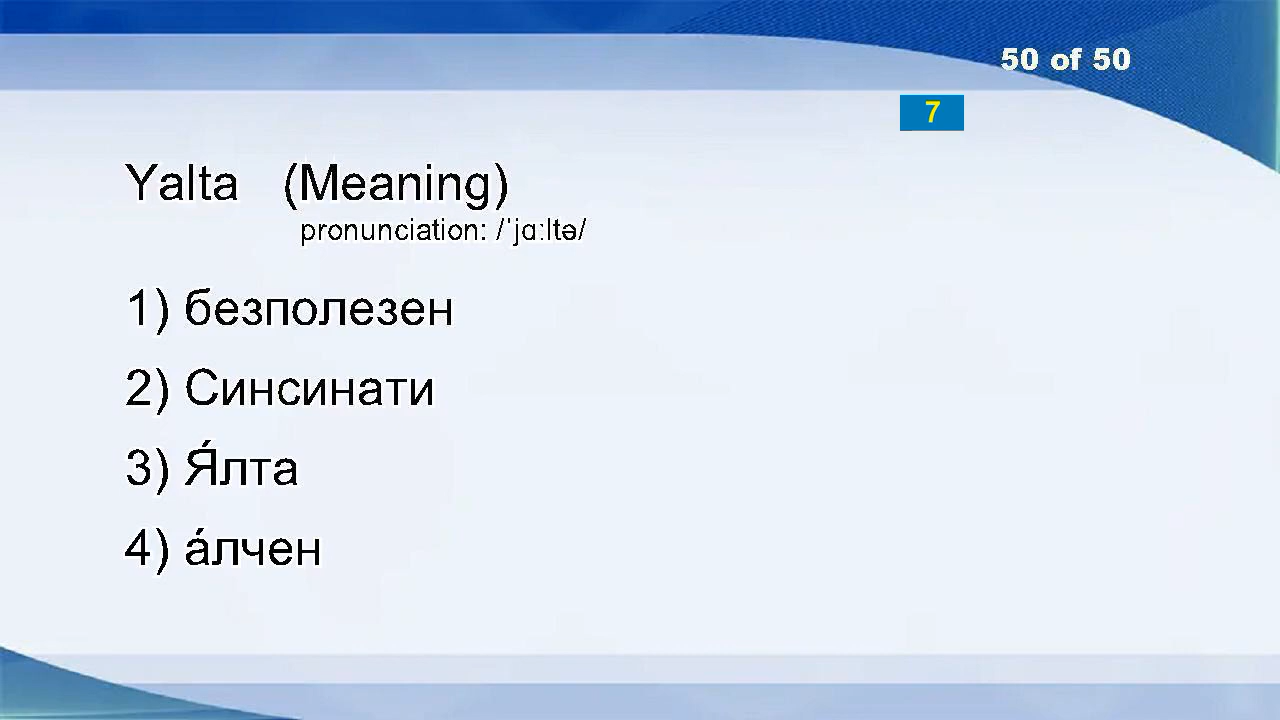 50 of 50
7
Yalta (Meaning)
pronunciation: /ˈjɑːltə/
1) безполезен
2) Синсинати
3) Я́лта
4) а́лчен